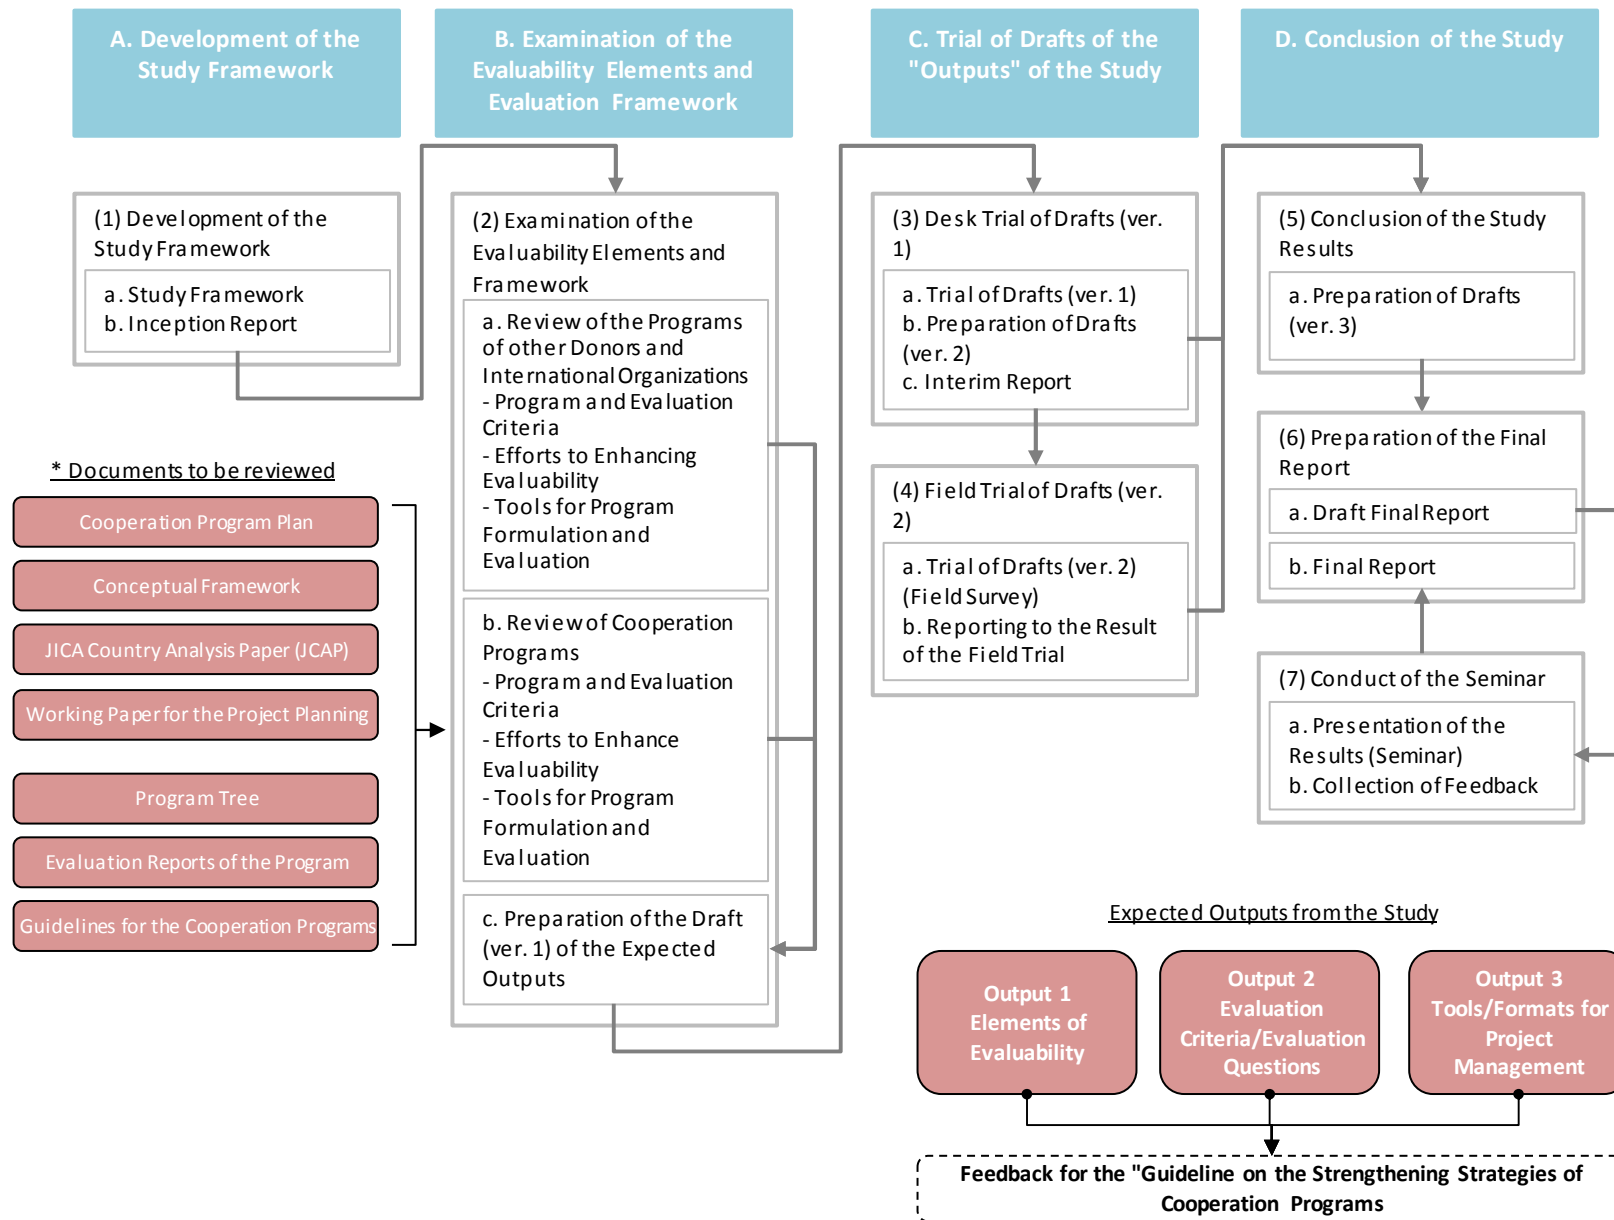 A. Development of the
Study Framework
B. Examination of the
Evaluability Elements and
Evaluation Framework
C. Trial of Drafts of the
"Outputs" of the Study
D. Conclusion of the Study
(1) Development of the
Study Framework
a. Study Framework
b. Inception Report
* Documents to be reviewed
Cooperation Program Plan
Conceptual Framework
JICA Country Analysis Paper (JCAP)
Working Paper for the Project Planning
Program Tree
Evaluation Reports of the Program
Guidelines for the Cooperation Programs
(2) Examination of the
Evaluability Elements and
Framework
a. Review of the Programs
of other Donors and
International Organizations
- Program and Evaluation
Criteria
- Efforts to Enhancing
Evaluability
- Tools for Program
Formulation and
Evaluation
b. Review of Cooperation
Programs
- Program and Evaluation
Criteria
- Efforts to Enhance
Evaluability
- Tools for Program
Formulation and
Evaluation
c. Preparation of the Draft
(ver. 1) of the Expected
Outputs
(3) Desk Trial of Drafts (ver.
1)
a. Trial of Drafts (ver. 1)
b. Preparation of Drafts
(ver. 2)
c. Interim Report
(4) Field Trial of Drafts (ver.
2)
a. Trial of Drafts (ver. 2)
(Field Survey)
b. Reporting to the Result
of the Field Trial
(5) Conclusion of the Study
Results
a. Preparation of Drafts
(ver. 3)
(6) Preparation of the Final
Report
a. Draft Final Report
b. Final Report
(7) Conduct of the Seminar
a. Presentation of the
Results (Seminar)
b. Collection of Feedback
Expected Outputs from the Study
Output 1
Elements of
Evaluability
Output 2
Evaluation
Criteria/Evaluation
Questions
Output 3
Tools/Formats for
Project
Management
Feedback for the "Guideline on the Strengthening Strategies of
Cooperation Programs